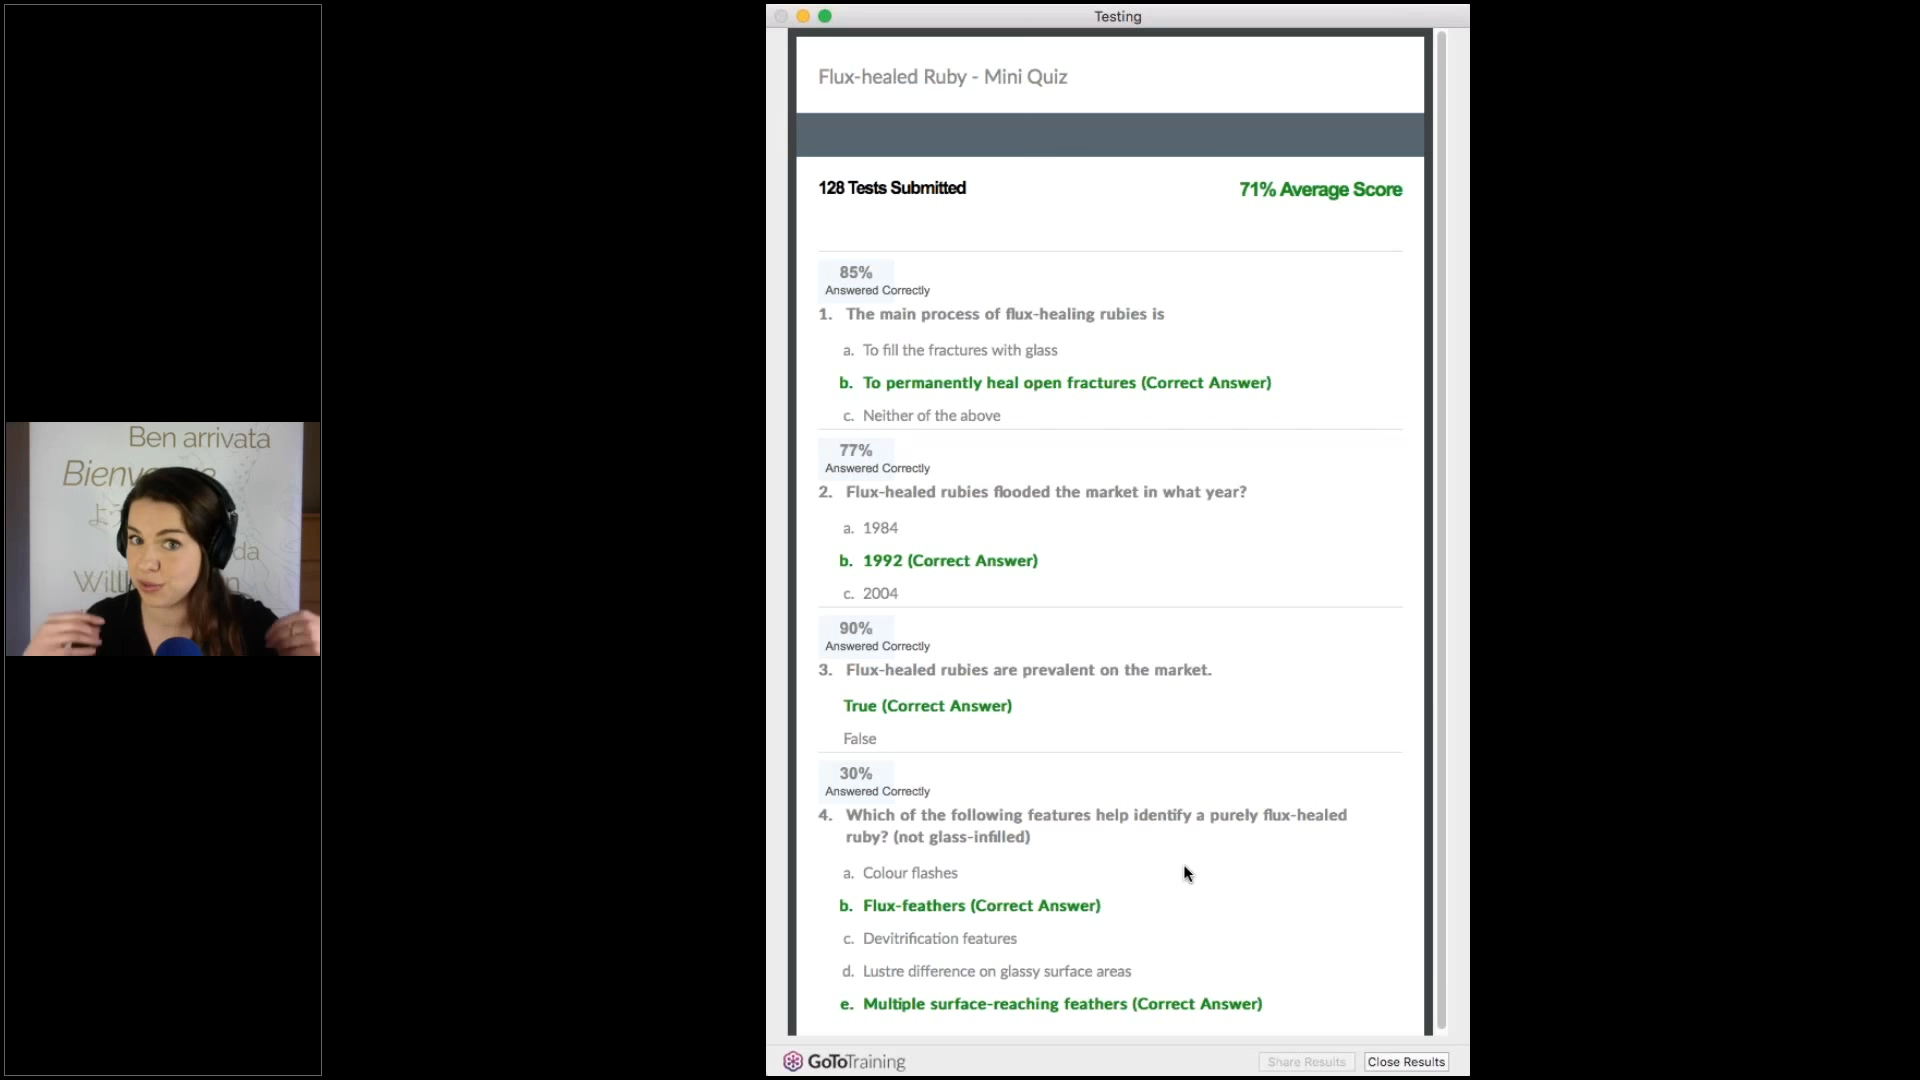 Ben arrivata
Testing
Flux-healed Ruby - Mini Quiz
128 Tests Submitted
71% Average Score
85%
Answered Correctly
1. The main process of flux-healing rubies is
a. To fill the fractures with glass
b. To permanently heal open fractures (Correct Answer)
c. Neither of the above
77%
Answered Correctly
2. Flux-healed rubies flooded the market in what year?
a. 1984
b. 1992 (Correct Answer)
c. 2004
90%
Answered Correctly
3. Flux-healed rubies are prevalent on the market.
True (Correct Answer)
False
30%
Answered Correctly
4. Which of the following features help identify a purely flux-healed
ruby? (not glass-infilled)
a. Colour flashes
b. Flux-feathers (Correct Answer)
c. Devitrification features
d. Lustre difference on glassy surface areas
e. Multiple surface-reaching feathers (Correct Answer)
GoToTraining
Share Results
Close Results